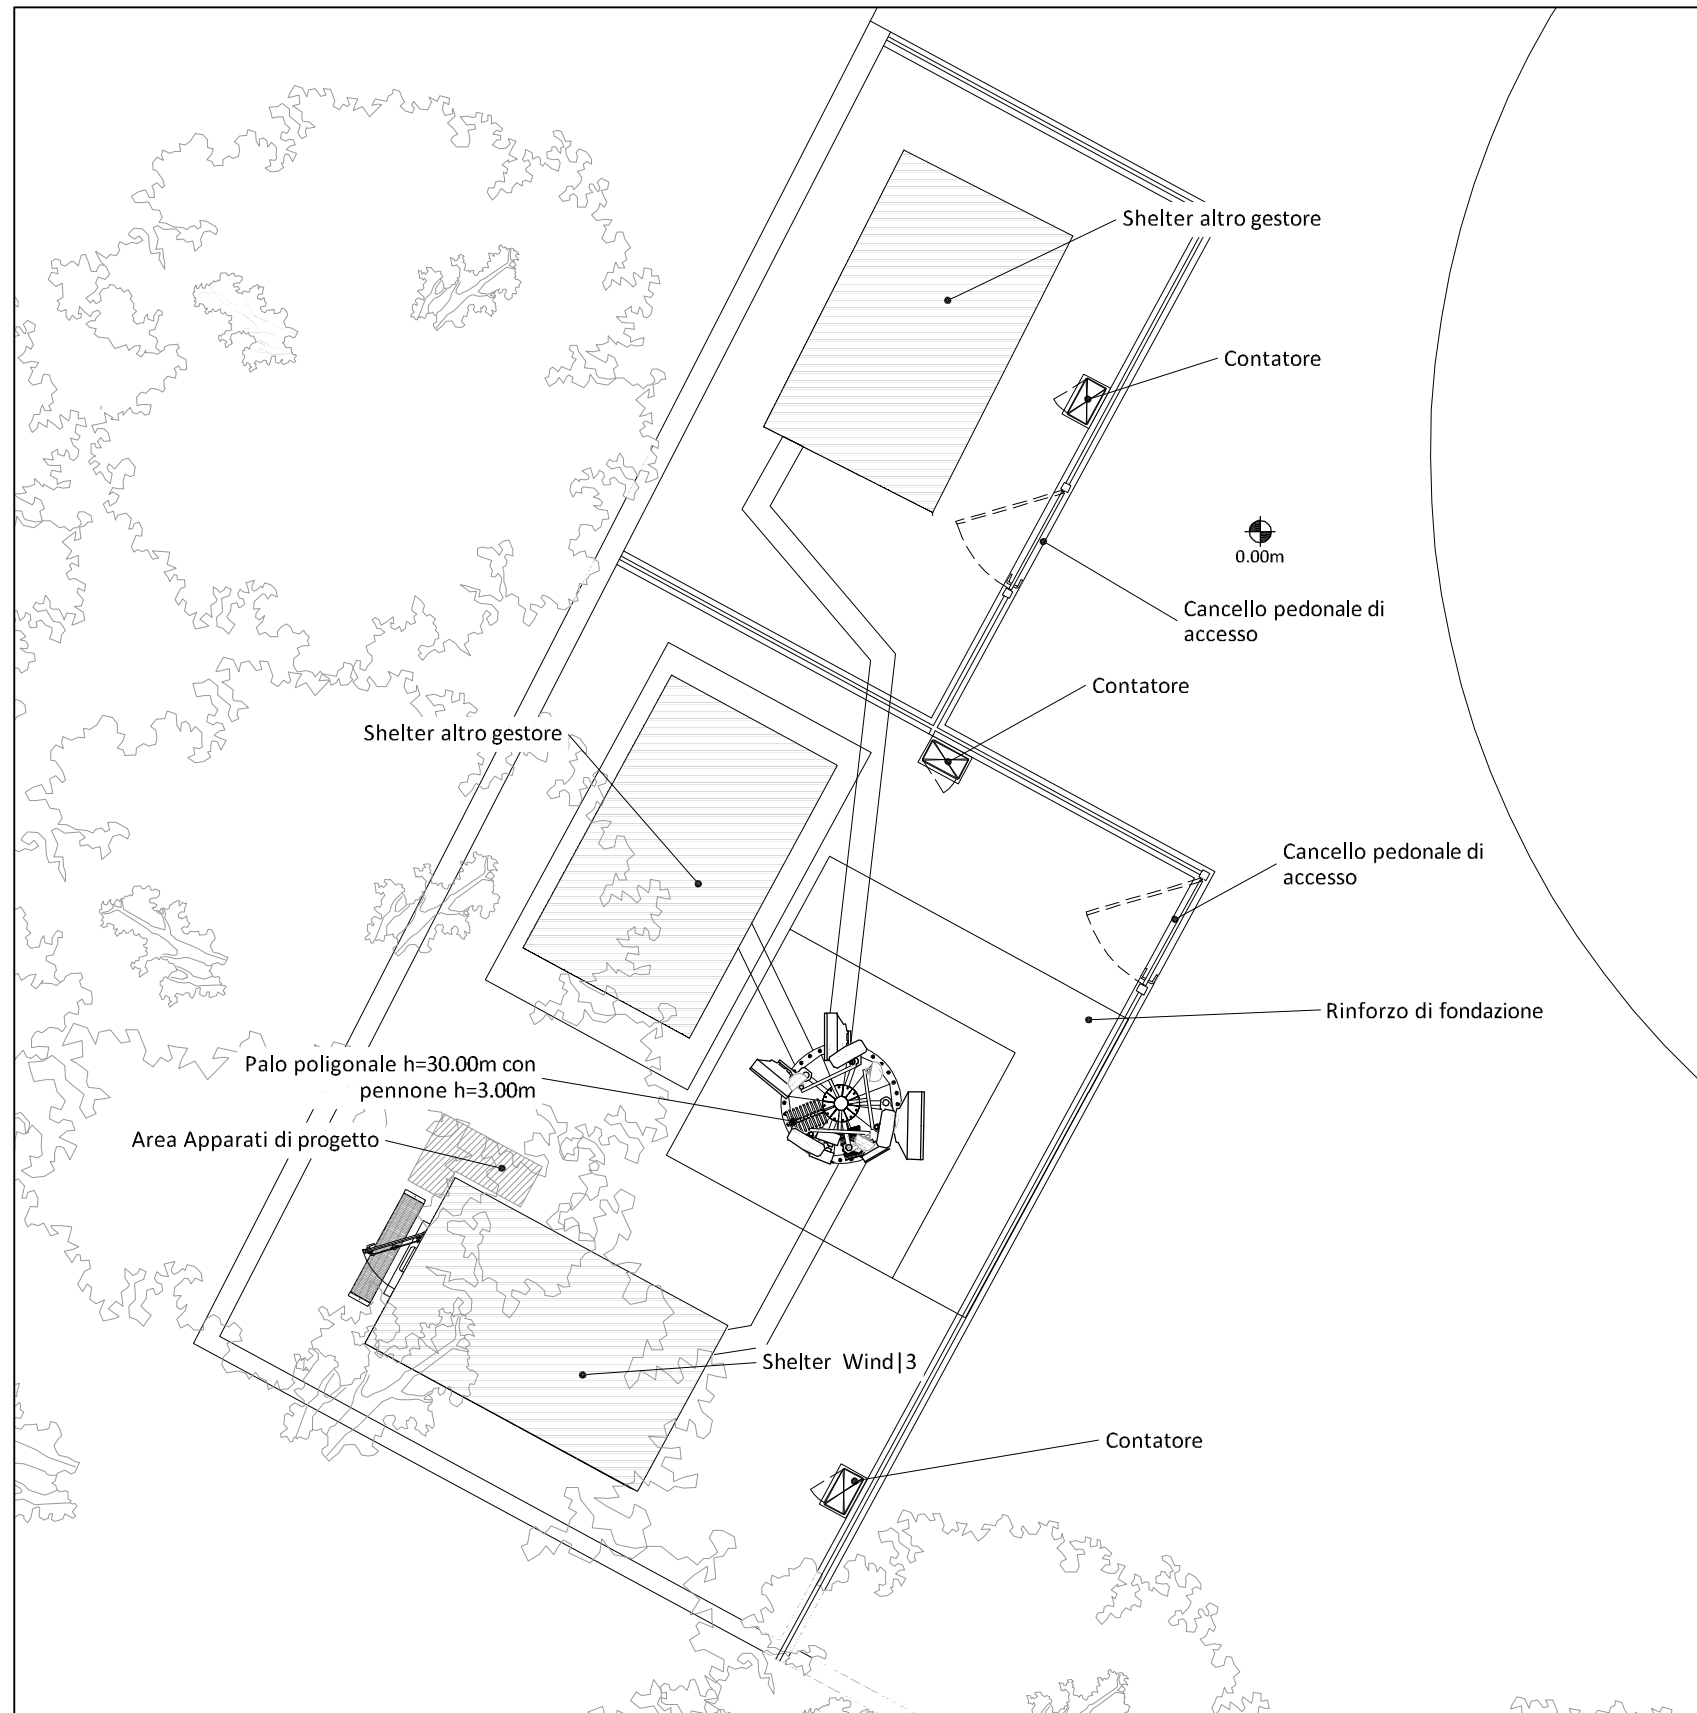 Shelter altro gestore
Contatore
0.00m
Cancello pedonale di
accesso
Contatore
Shelter altro gestore
Cancello pedonale di
accesso
Rinforzo di fondazione
Palo poligonale h=30.00m con
pennone h=3.00m
Area Apparati di progetto
Shelter Wind|3
Contatore